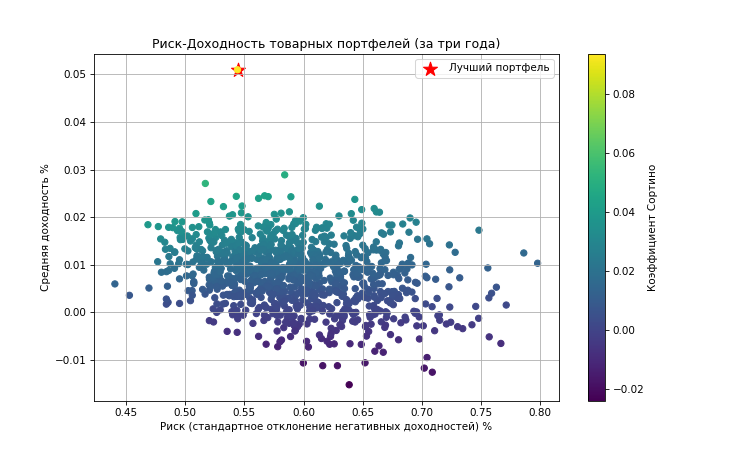 Риск-Доходность товарных портфелей (за три года)
Лучший портфель
0.05
0.04
0.03
0.02
0.01
0.00
−0.01
Средняя доходность %
0.45 0.50 0.55 0.60 0.65 0.70 0.75 0.80
Риск (стандартное отклонение негативных доходностей) %
0.08
0.06
0.04
0.02
0.00
−0.02
Коэффициент Сортино